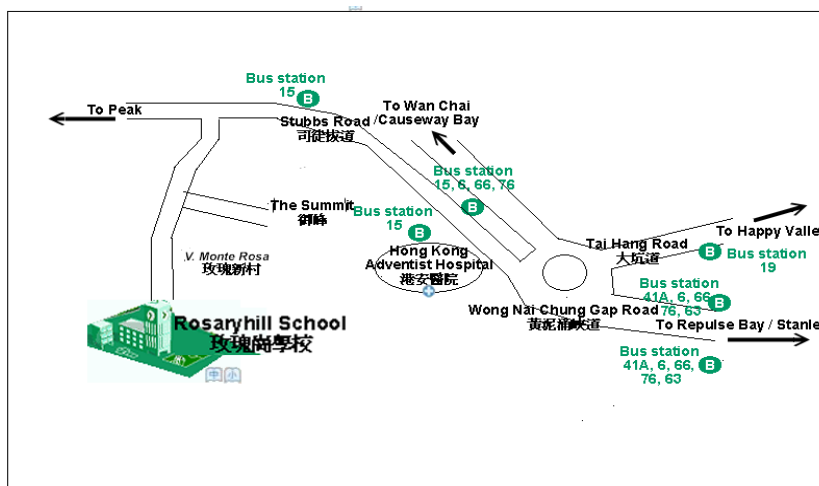 Bus station
15
B
To Peak
Stubbs Road
司徒拔道
To Wan Chai
/Causeway Bay
Bus station
15, 6, 66, 76
B
The Summit
御峰
Bus station
15
B
Hong Kong
Adventist Hospital
港安醫院
V. Monte Rosa
玫瑰新村
Tai Hang Road
大坑道
To Happy Valle
B
Bus station
19
Bus station
41A, 6, 66,
76, 63
B
Wong Nai Chung Gap Road
黃泥涌峽道
To Repulse Bay / Stanle
Bus station
41A, 6, 66,
76, 63
B
Rosaryhill School
玫瑰崗學校
中 小